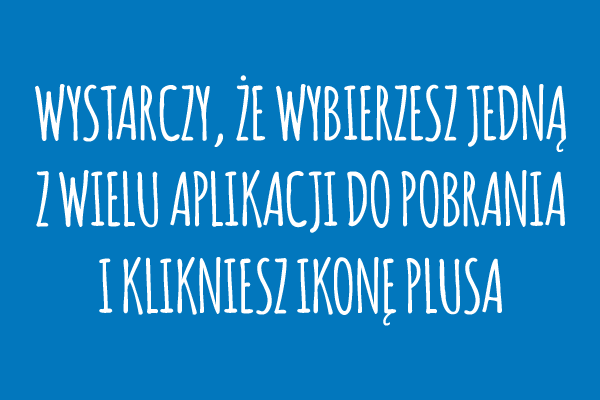 WYSTARCZY, ŻE WYBIERZESZ JEDNĄ
Z WIELU APLIKACJI DO POBRANIA
I KLIKNIESZ IKONĘ PLUSA